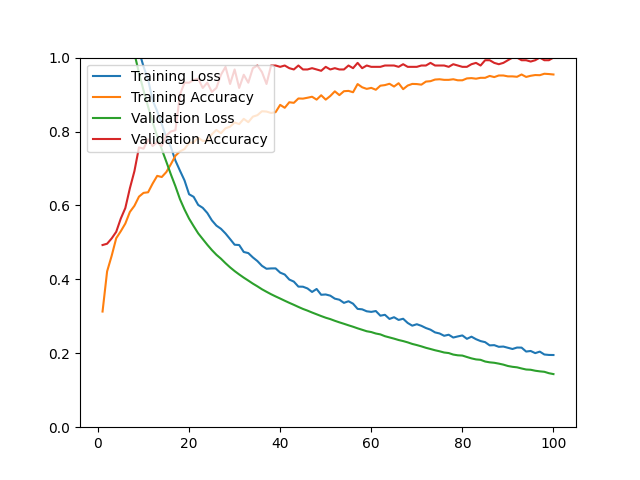 1.0
0.8
0.6
0.4
0.2
0.0
0 20 40 60 80 100
Training Loss
Training Accuracy
Validation Loss
Validation Accuracy